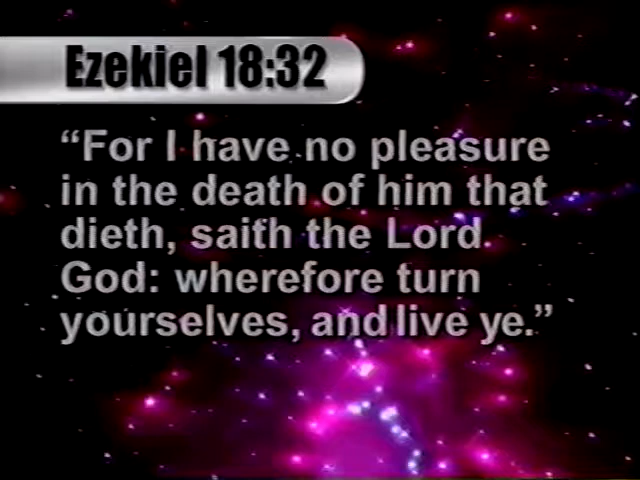 Ezekiel 18:32
“For I have no pleasure
in the death of him that
dieth, saith the Lord
God: wherefore turn
yourselves, and live ye.”